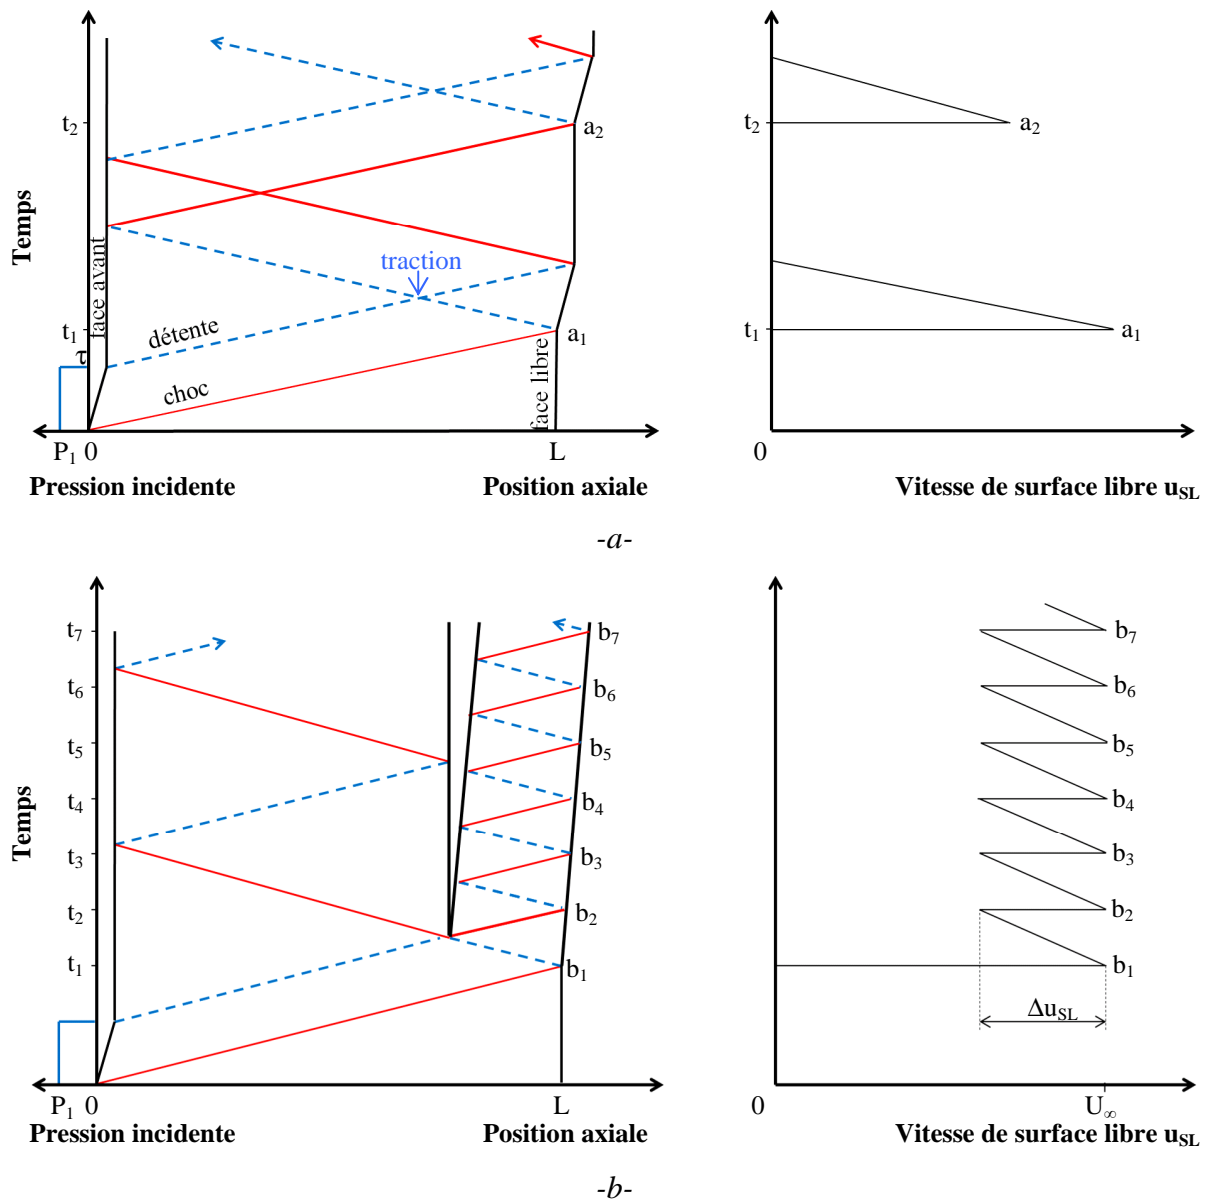 t2
a2
Temps
face avant
traction
détente
t1
τ
a1
choc
face libre
P1 0
L
Pression incidente
Position axiale
t2
a2
t1
a1
0
Vitesse de surface libre uSL
-a-
t7
b7
t6
b6
t5
b5
t4
b4
Temps
t3
b3
t2
b2
t1
b1
P1 0
L
Pression incidente
Position axiale
b7
b6
b5
b4
b3
b2
b1
ΔuSL
0
U∞
Vitesse de surface libre uSL
-b-